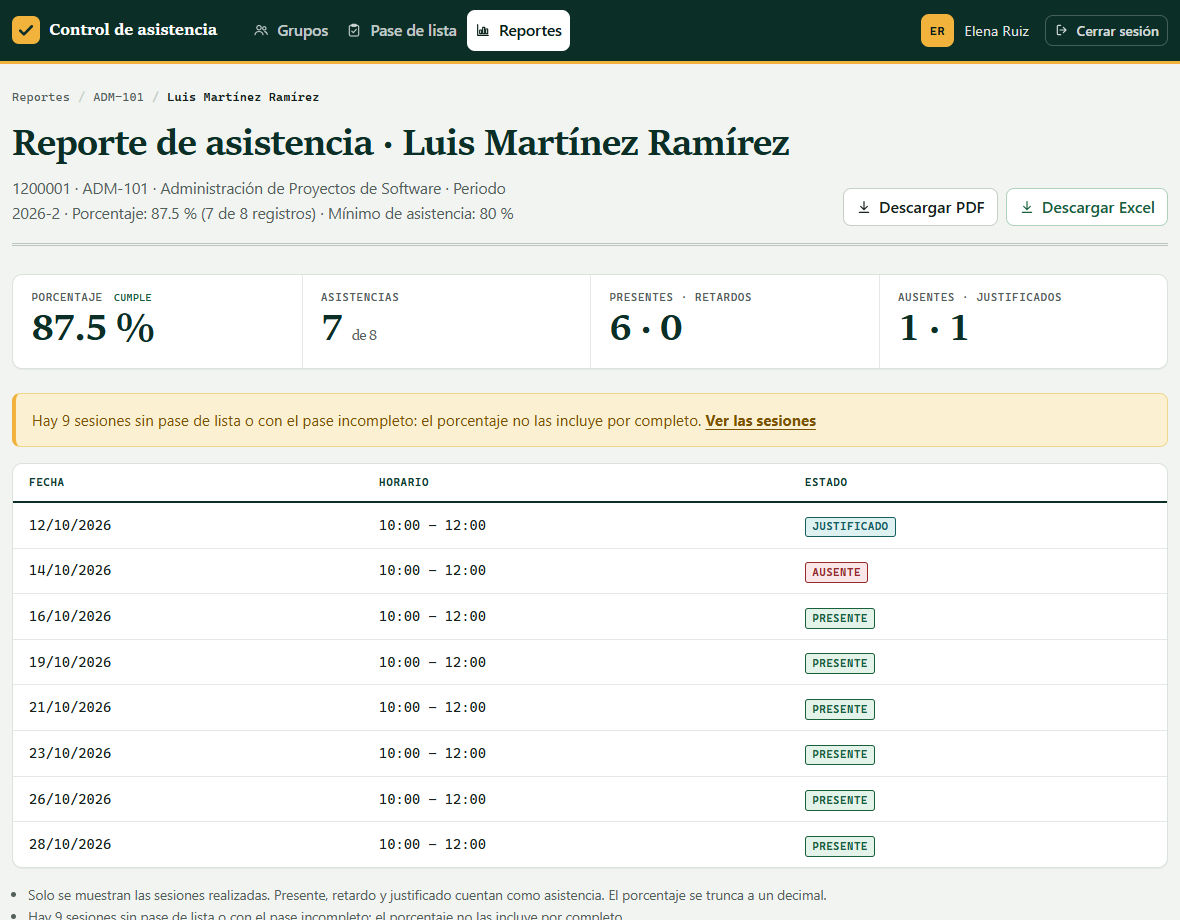 Control de asistencia
Grupos
Pase de lista
Reportes
ER
Elena Ruiz
Cerrar sesión
Reportes / ADM-101 / Luis Martínez Ramírez
Reporte de asistencia · Luis Martínez Ramírez
1200001 · ADM-101 · Administración de Proyectos de Software · Periodo
2026-2 · Porcentaje: 87.5 % (7 de 8 registros) · Mínimo de asistencia: 80 %
Descargar PDF
Descargar Excel
PORCENTAJE CUMPLE
87.5 %
ASISTENCIAS
7 de 8
PRESENTES · RETARDOS
6 · 0
AUSENTES · JUSTIFICADOS
1 · 1
Hay 9 sesiones sin pase de lista o con el pase incompleto: el porcentaje no las incluye por completo. Ver las sesiones
FECHA HORARIO ESTADO
12/10/2026 10:00 – 12:00 JUSTIFICADO
14/10/2026 10:00 – 12:00 AUSENTE
16/10/2026 10:00 – 12:00 PRESENTE
19/10/2026 10:00 – 12:00 PRESENTE
21/10/2026 10:00 – 12:00 PRESENTE
23/10/2026 10:00 – 12:00 PRESENTE
26/10/2026 10:00 – 12:00 PRESENTE
28/10/2026 10:00 – 12:00 PRESENTE
• Solo se muestran las sesiones realizadas. Presente, retardo y justificado cuentan como asistencia. El porcentaje se trunca a un decimal.
• Hay 9 sesiones sin pase de lista o con el pase incompleto: el porcentaje no las incluye por completo.